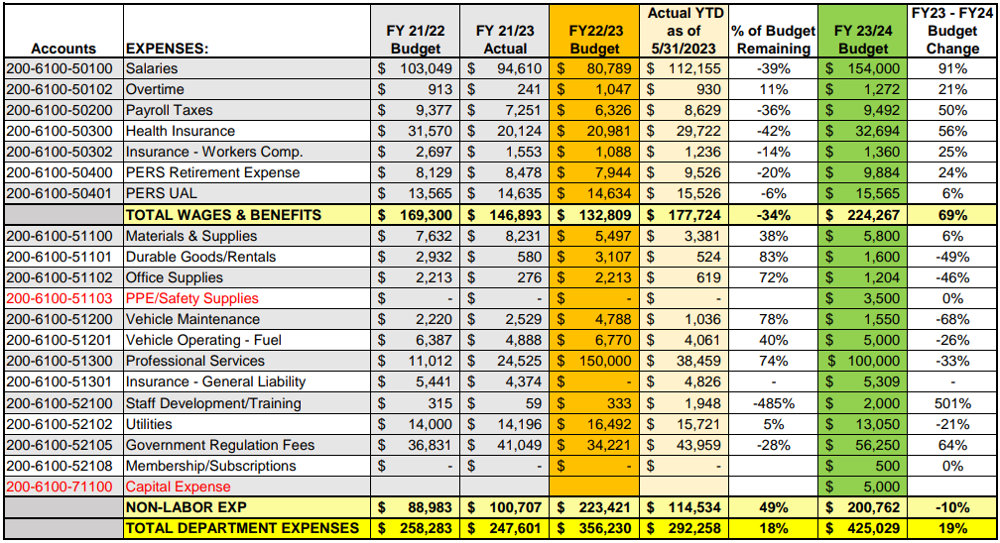 Accounts EXPENSES: FY 21/22 Budget FY 21/23 Actual FY22/23 Budget Actual YTD as of 5/31/2023 % of Budget Remaining FY 23/24 Budget FY23 - FY24 Budget Change
200-6100-50100 Salaries $ 103,049 $ 94,610 $ 80,789 $ 112,155 -39% $ 154,000 91%
200-6100-50102 Overtime $ 913 $ 241 $ 1,047 $ 930 11% $ 1,272 21%
200-6100-50200 Payroll Taxes $ 9,377 $ 7,251 $ 6,326 $ 8,629 -36% $ 9,492 50%
200-6100-50300 Health Insurance $ 31,570 $ 20,124 $ 20,981 $ 29,722 -42% $ 32,694 56%
200-6100-50302 Insurance - Workers Comp. $ 2,697 $ 1,553 $ 1,088 $ 1,236 -14% $ 1,360 25%
200-6100-50400 PERS Retirement Expense $ 8,129 $ 8,478 $ 7,944 $ 9,526 -20% $ 9,884 24%
200-6100-50401 PERS UAL $ 13,565 $ 14,635 $ 14,634 $ 15,526 -6% $ 15,565 6%
TOTAL WAGES & BENEFITS $ 169,300 $ 146,893 $ 132,809 $ 177,724 -34% $ 224,267 69%
200-6100-51100 Materials & Supplies $ 7,632 $ 8,231 $ 5,497 $ 3,381 38% $ 5,800 6%
200-6100-51101 Durable Goods/Rentals $ 2,932 $ 580 $ 3,107 $ 524 83% $ 1,600 -49%
200-6100-51102 Office Supplies $ 2,213 $ 276 $ 2,213 $ 619 72% $ 1,204 -46%
200-6100-51103 PPE/Safety Supplies $ - $ - $ - $ - $ 3,500 0%
200-6100-51200 Vehicle Maintenance $ 2,220 $ 2,529 $ 4,788 $ 1,036 78% $ 1,550 -68%
200-6100-51201 Vehicle Operating - Fuel $ 6,387 $ 4,888 $ 6,770 $ 4,061 40% $ 5,000 -26%
200-6100-51300 Professional Services $ 11,012 $ 24,525 $ 150,000 $ 38,459 74% $ 100,000 -33%
200-6100-51301 Insurance - General Liability $ 5,441 $ 4,374 $ - $ 4,826 - $ 5,309 -
200-6100-52100 Staff Development/Training $ 315 $ 59 $ 333 $ 1,948 -485% $ 2,000 501%
200-6100-52102 Utilities $ 14,000 $ 14,196 $ 16,492 $ 15,721 5% $ 13,050 -21%
200-6100-52105 Government Regulation Fees $ 36,831 $ 41,049 $ 34,221 $ 43,959 -28% $ 56,250 64%
200-6100-52108 Membership/Subscriptions $ - $ - $ - $ - $ 500 0%
200-6100-71100 Capital Expense $ 5,000
NON-LABOR EXP $ 88,983 $ 100,707 $ 223,421 $ 114,534 49% $ 200,762 -10%
TOTAL DEPARTMENT EXPENSES $ 258,283 $ 247,601 $ 356,230 $ 292,258 18% $ 425,029 19%